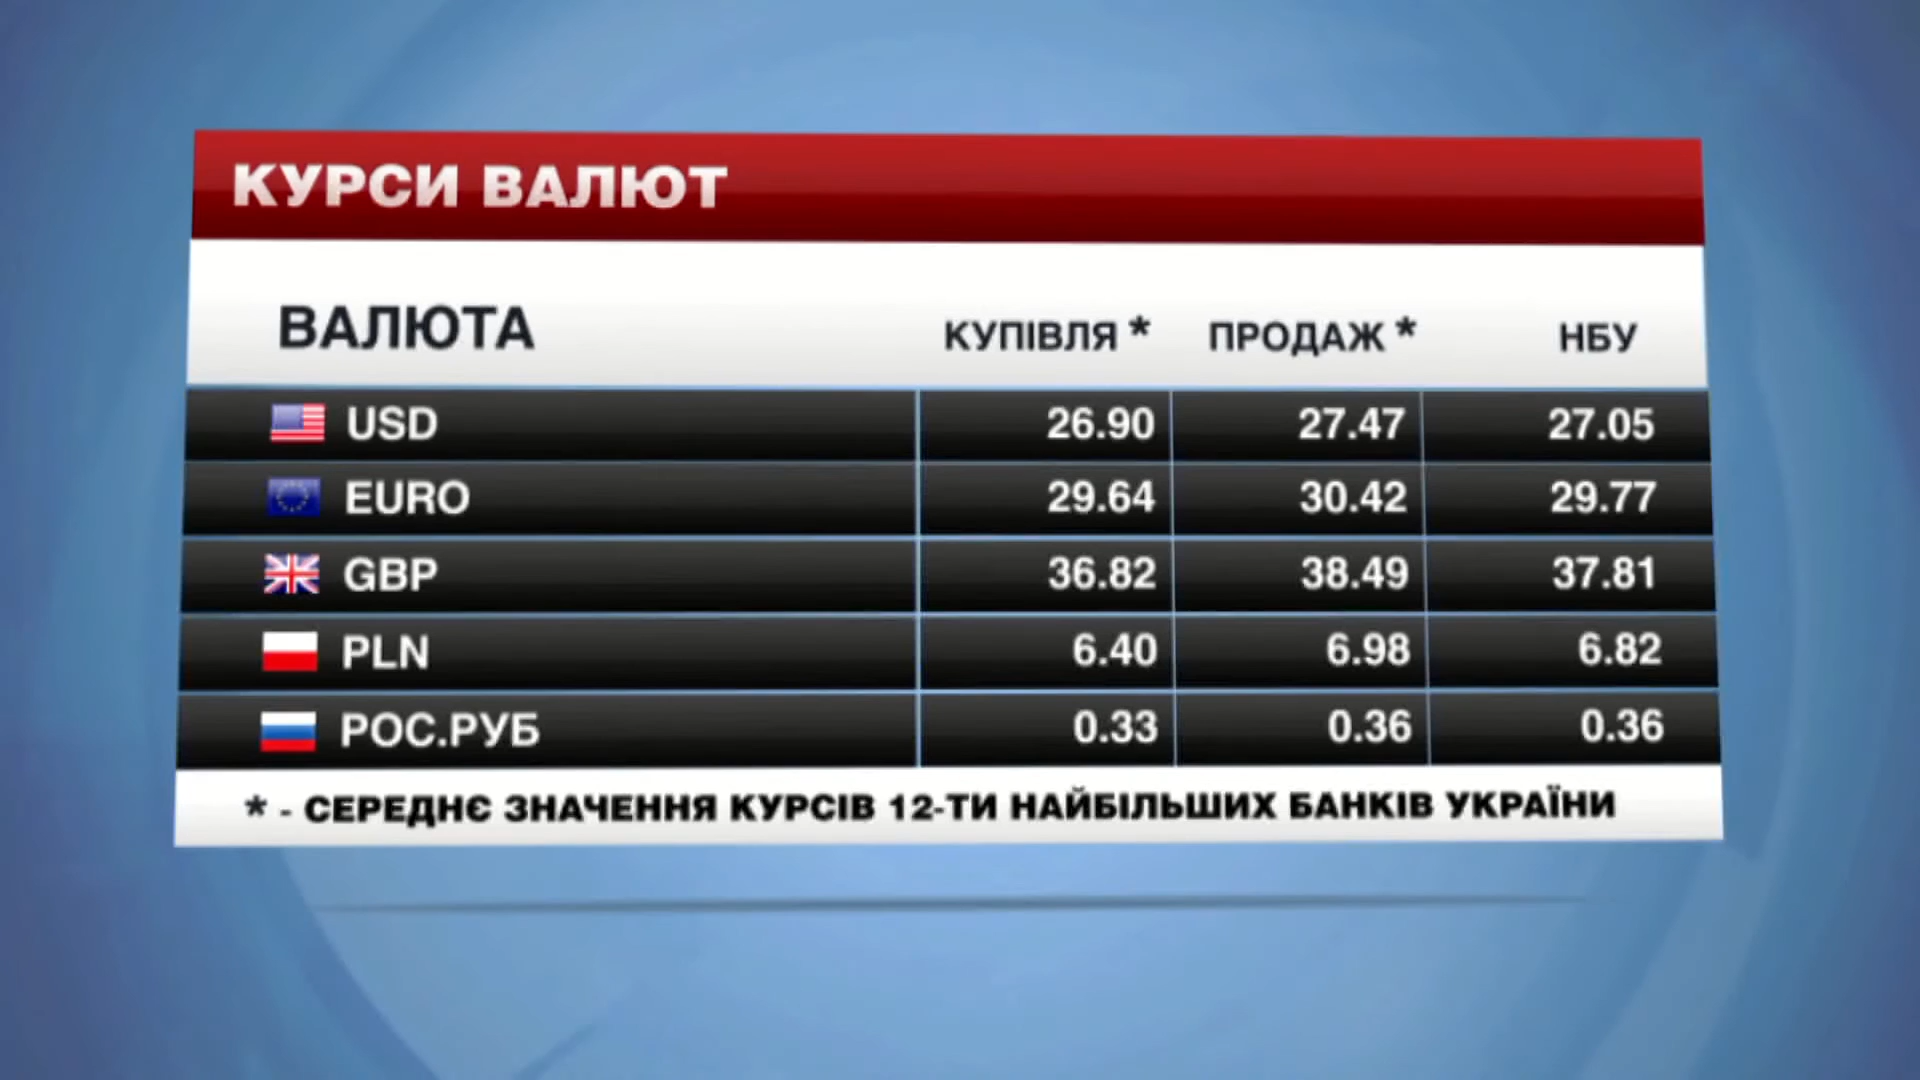 КУРСИ ВАЛЮТ
ВАЛЮТА КУПІВЛЯ * ПРОДАЖ * НБУ
USD 26.90 27.47 27.05
EURO 29.64 30.42 29.77
GBP 36.82 38.49 37.81
PLN 6.40 6.98 6.82
РОС.РУБ 0.33 0.36 0.36
* - СЕРЕДНЄ ЗНАЧЕННЯ КУРСІВ 12-ТИ НАЙБІЛЬШИХ БАНКІВ УКРАЇНИ